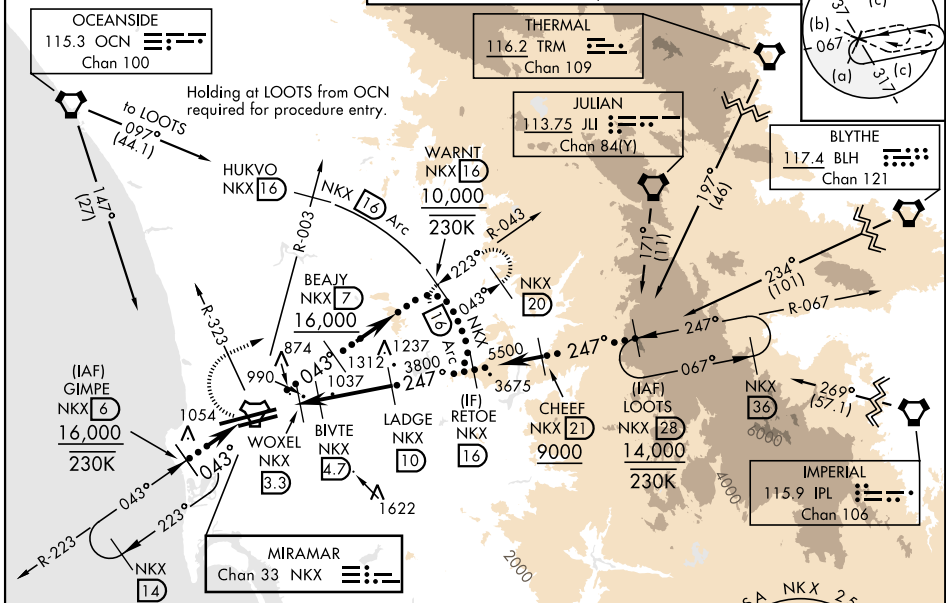 OCEANSIDE
115.3 OCN
Chan 100
to LOOTS
097°
(44.1)
147°
(27)
Holding at LOOTS from OCN
required for procedure entry.
THERMAL
116.2 TRM
Chan 109
JULIAN
113.75 JLI
Chan 84(Y)
(b)
067
(a)
(c)
317
BLYTHE
117.4 BLH
Chan 121
HUKVO
NKX 16
NKX 16 Arc
WARNT
NKX 16
10,000
230K
R-003
R-043
223°
043°
NKX
20
197°
(46)
171°
(11)
234°
(101)
R-067
BEAJY
NKX 7
16,000
16
NKX
Arc
R-323
874
990
043°
1312
1237
1037
3800
247°
5500
3675
247°
247°
067°
(IAF)
GIMPE
NKX 6
16,000
230K
1054
043°
WOXEL
NKX
3.3
BIVTE
NKX
4.7
1622
LADGE
NKX
10
(IF)
RETOE
NKX
16
CHEEF
NKX 21
9000
(IAF)
LOOTS
NKX 28
14,000
230K
NKX
36
6000
4000
2000
269°
(57.1)
IMPERIAL
115.9 IPL
Chan 106
043°
223°
R-223
NKX
14
MIRAMAR
Chan 33 NKX